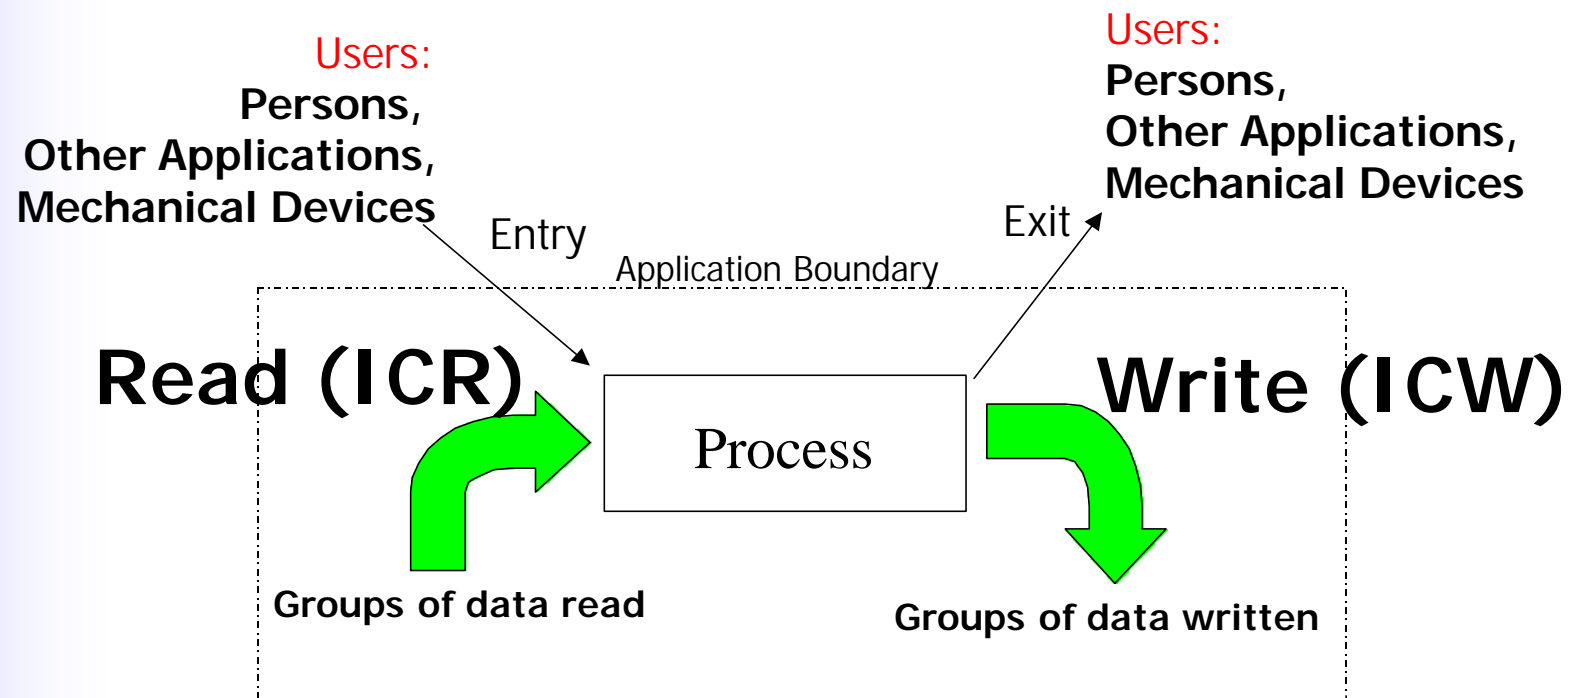 Users:
Persons,
Other Applications,
Mechanical Devices
Users:
Persons,
Other Applications,
Mechanical Devices
Entry
Exit
Application Boundary
Read (ICR)
Write (ICW)
Process
Groups of data read
Groups of data written